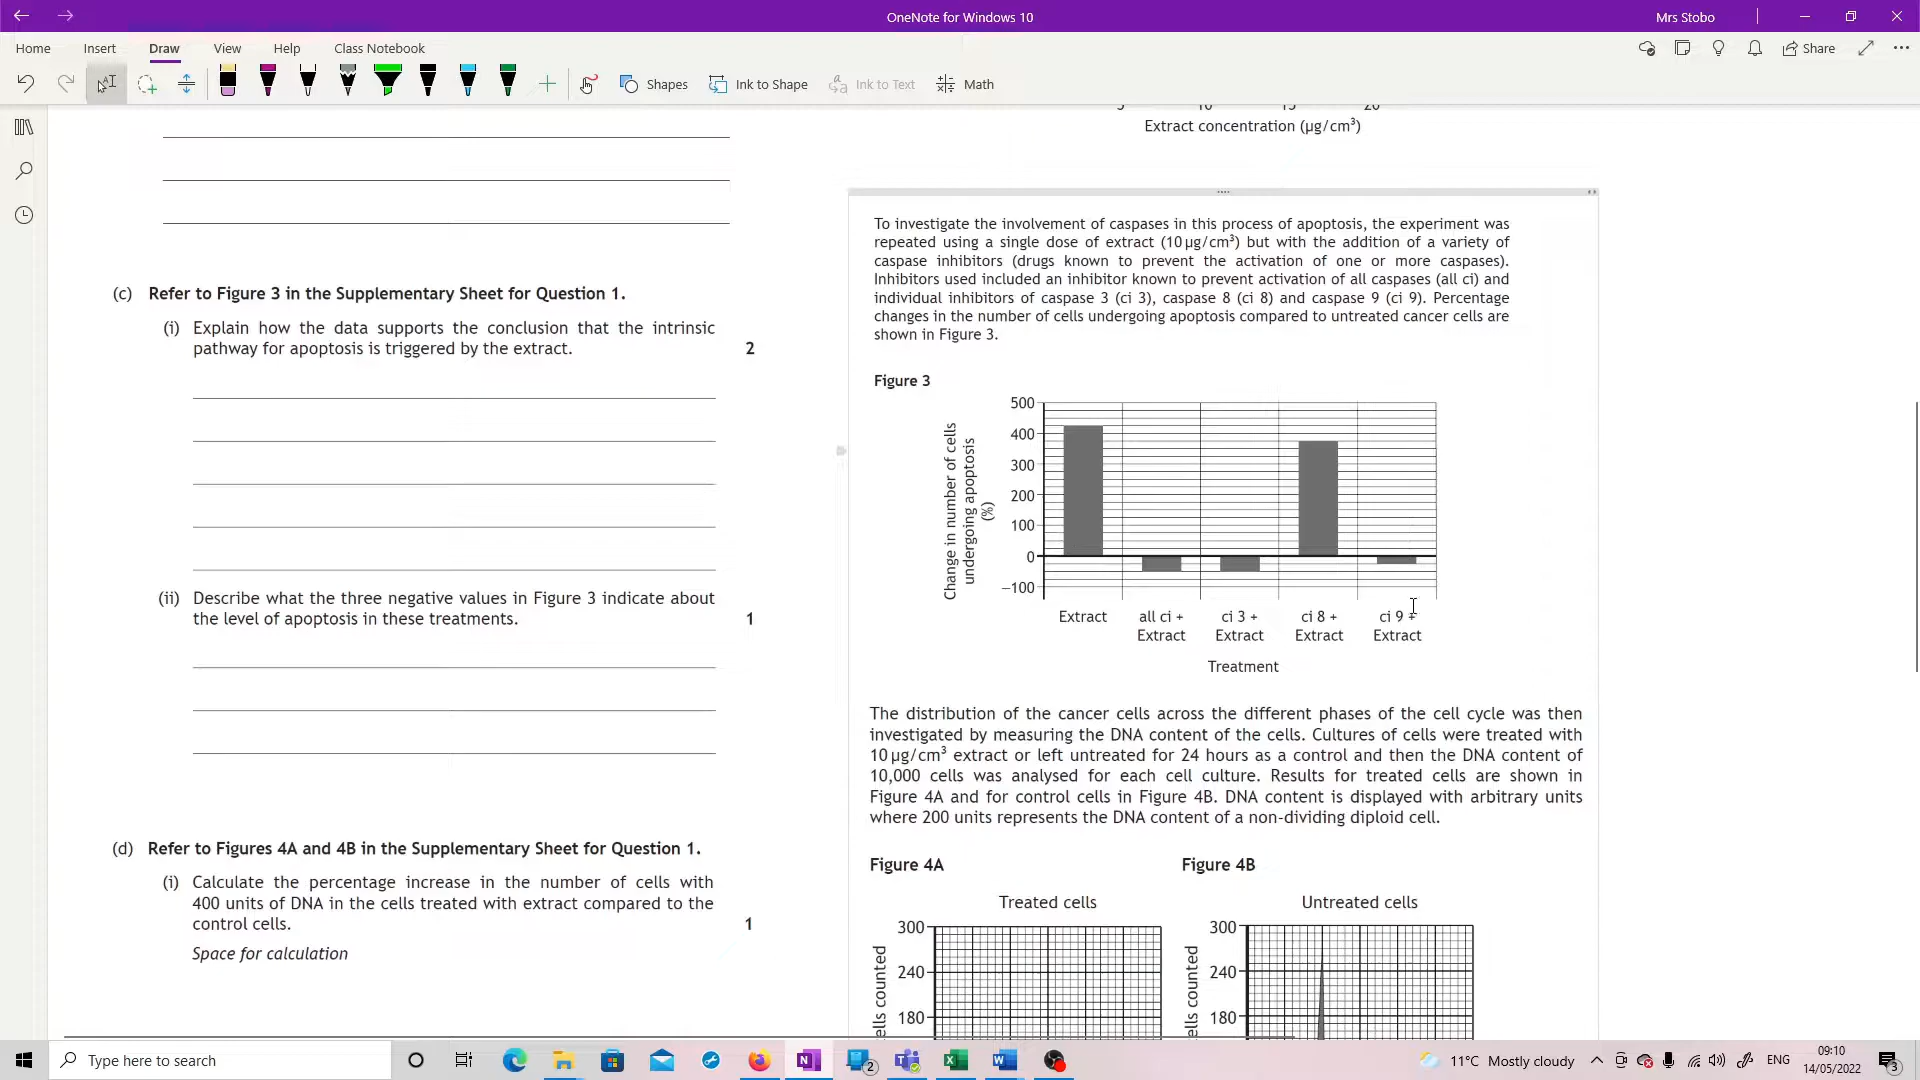 OneNote for Windows 10
Mrs Stobo
Home Insert Draw View Help Class Notebook
Share
Shapes
Ink to Shape
Ink to Text
Math
(c) Refer to Figure 3 in the Supplementary Sheet for Question 1.
(i) Explain how the data supports the conclusion that the intrinsic
pathway for apoptosis is triggered by the extract. 2
(ii) Describe what the three negative values in Figure 3 indicate about
the level of apoptosis in these treatments. 1
(d) Refer to Figures 4A and 4B in the Supplementary Sheet for Question 1.
(i) Calculate the percentage increase in the number of cells with
400 units of DNA in the cells treated with extract compared to the
control cells. 1
Space for calculation
5 10 15 20
Extract concentration (µg/cm³)
To investigate the involvement of caspases in this process of apoptosis, the experiment was
repeated using a single dose of extract (10 µg/cm³) but with the addition of a variety of
caspase inhibitors (drugs known to prevent the activation of one or more caspases).
Inhibitors used included an inhibitor known to prevent activation of all caspases (all ci) and
individual inhibitors of caspase 3 (ci 3), caspase 8 (ci 8) and caspase 9 (ci 9). Percentage
changes in the number of cells undergoing apoptosis compared to untreated cancer cells are
shown in Figure 3.
Figure 3
Change in number of cells
undergoing apoptosis
(%)
500
400
300
200
100
0
−100
Extract
all ci +
Extract
ci 3 +
Extract
ci 8 +
Extract
ci 9 +
Extract
Treatment
The distribution of the cancer cells across the different phases of the cell cycle was then
investigated by measuring the DNA content of the cells. Cultures of cells were treated with
10 µg/cm³ extract or left untreated for 24 hours as a control and then the DNA content of
10,000 cells was analysed for each cell culture. Results for treated cells are shown in
Figure 4A and for control cells in Figure 4B. DNA content is displayed with arbitrary units
where 200 units represents the DNA content of a non-dividing diploid cell.
Figure 4A
Treated cells
300
240
180
ells counted
Figure 4B
Untreated cells
300
240
180
ells counted
Type here to search
2
11°C Mostly cloudy
ENG
09:10
14/05/2022
3